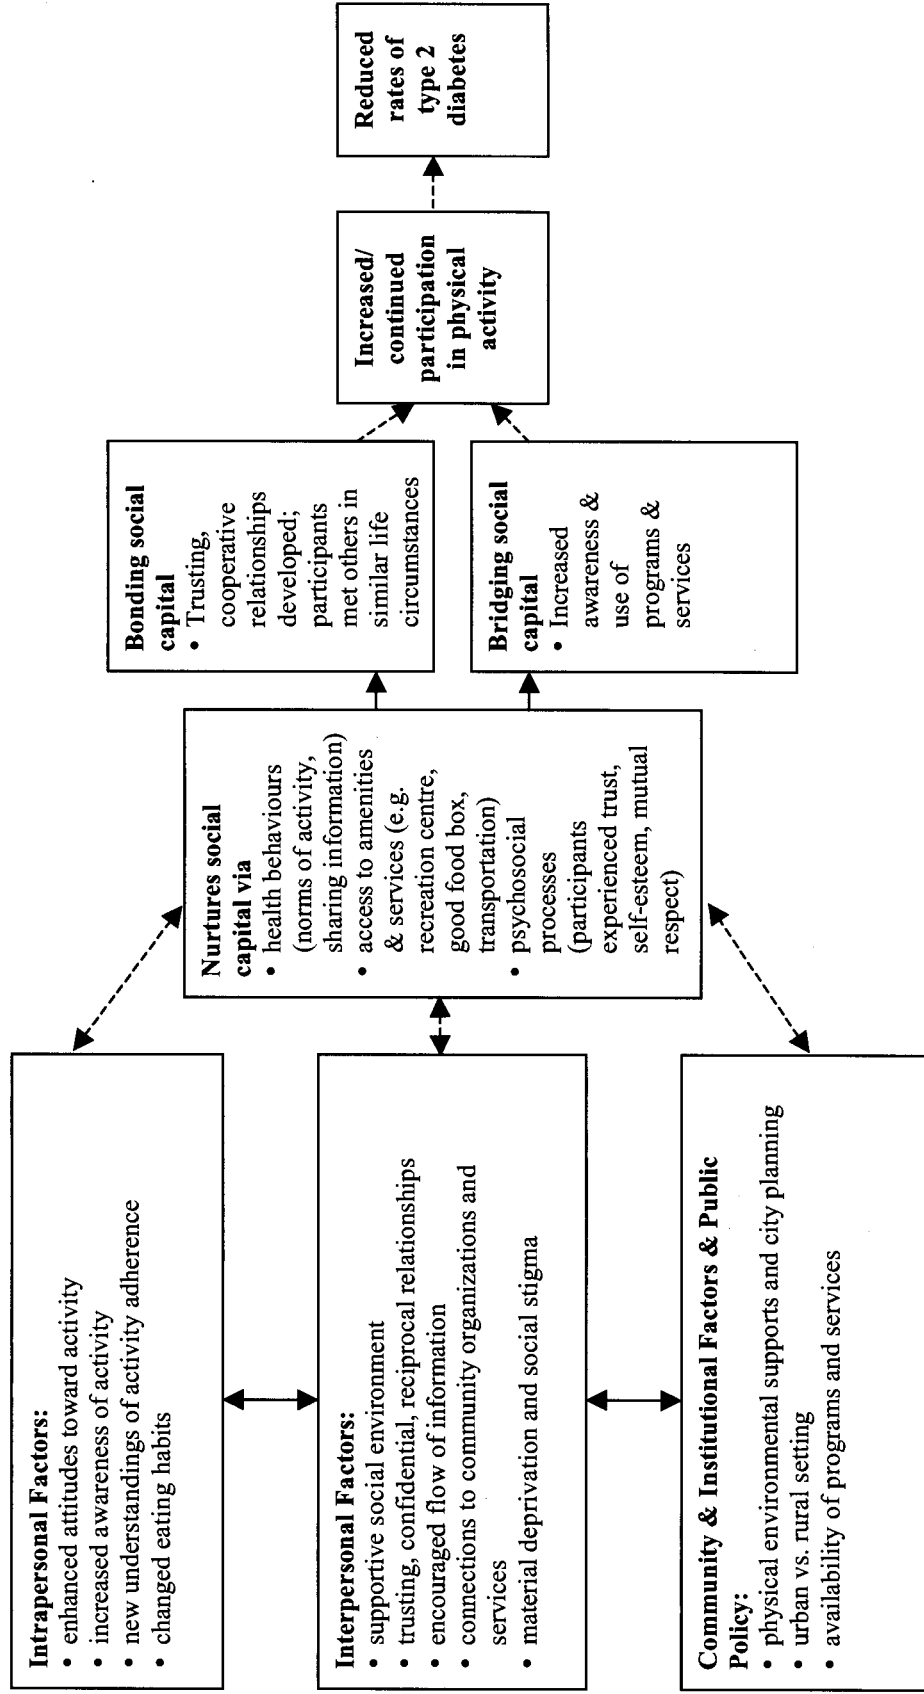 Intrapersonal Factors:
• enhanced attitudes toward activity
• increased awareness of activity
• new understandings of activity adherence
• changed eating habits
Interpersonal Factors:
• supportive social environment
• trusting, confidential, reciprocal relationships
• encouraged flow of information
• connections to community organizations and
services
• material deprivation and social stigma
Community & Institutional Factors & Public
Policy:
• physical environmental supports and city planning
• urban vs. rural setting
• availability of programs and services
Nurtures social
capital via
• health behaviours
(norms of activity,
sharing information)
• access to amenities
& services (e.g.
recreation centre,
good food box,
transportation)
• psychosocial
processes
(participants
experienced trust,
self-esteem, mutual
respect)
Bonding social
capital
• Trusting,
cooperative
relationships
developed;
participants
met others in
similar life
circumstances
Bridging social
capital
• Increased
awareness &
use of
programs &
services
Increased/
continued
participation
in physical
activity
Reduced
rates of
type 2
diabetes